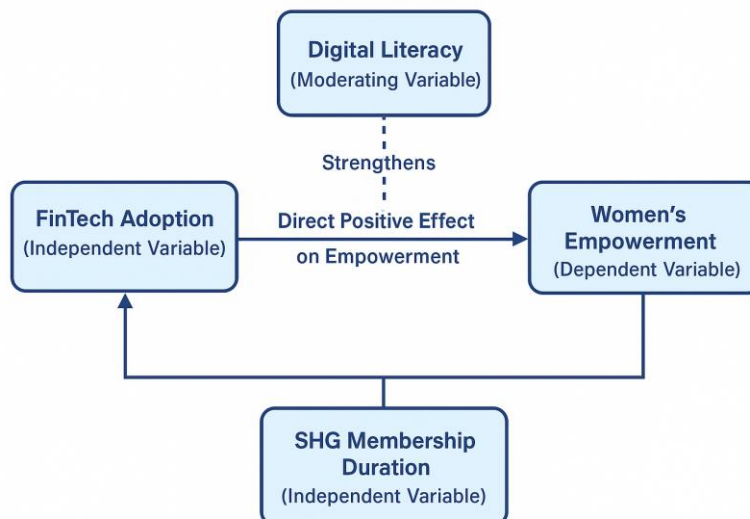 Digital Literacy
(Moderating Variable)
Strengthens
FinTech Adoption
(Independent Variable)
Direct Positive Effect
on Empowerment
Women's
Empowerment
(Dependent Variable)
SHG Membership
Duration
(Independent Variable)